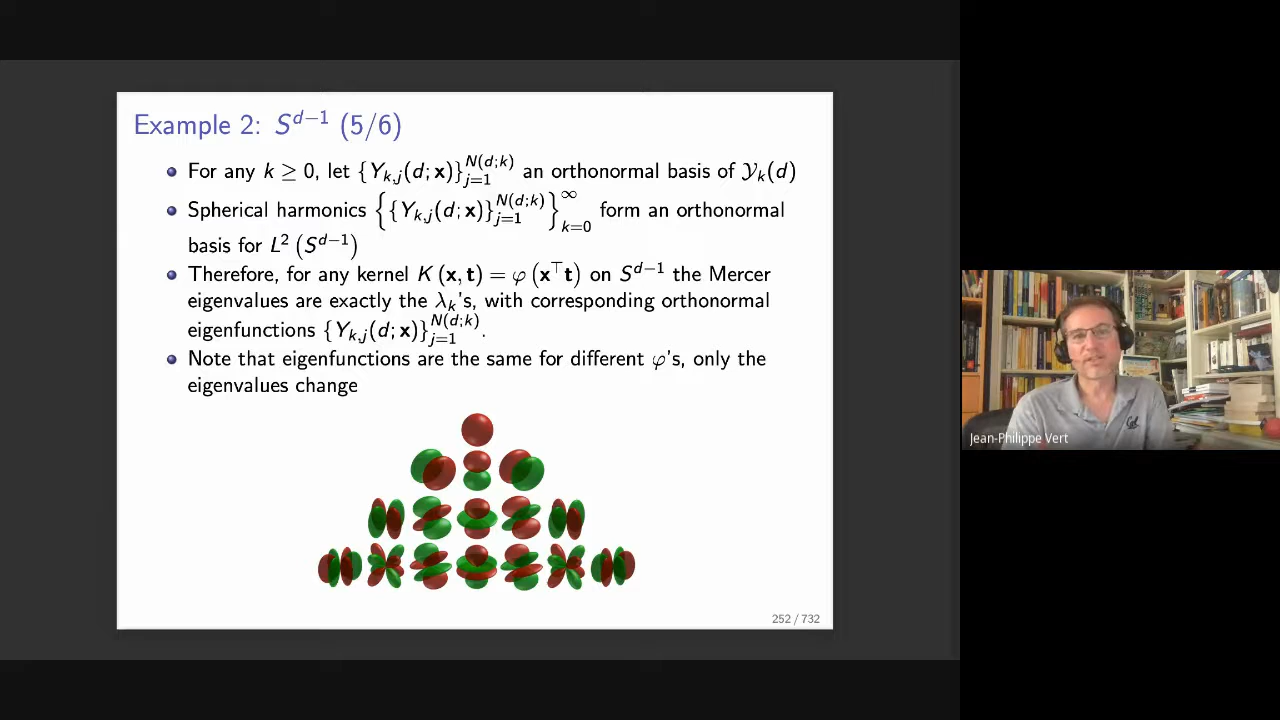 Example 2: S^{d−1} (5/6)
For any k ≥ 0, let {Y_{k,j}(d; x)}_{j=1}^{N(d;k)} an orthonormal basis of 𝒴_k(d)
Spherical harmonics {{Y_{k,j}(d; x)}_{j=1}^{N(d;k)}}_{k=0}^{∞} form an orthonormal
basis for L² (S^{d−1})
Therefore, for any kernel K (x, t) = φ (x^⊤t) on S^{d−1} the Mercer
eigenvalues are exactly the λ_k's, with corresponding orthonormal
eigenfunctions {Y_{k,j}(d; x)}_{j=1}^{N(d;k)}.
Note that eigenfunctions are the same for different φ's, only the
eigenvalues change
252 / 732
Cal
Jean-Philippe Vert